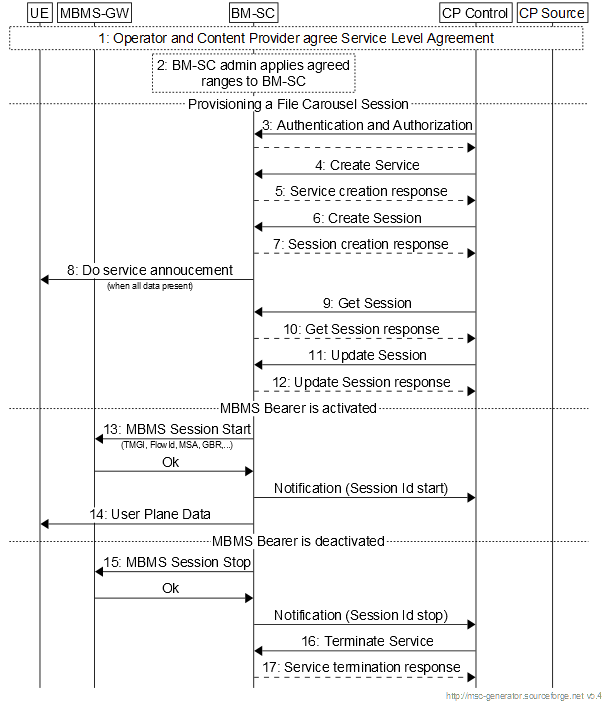 UE MBMS-GW BM-SC CP Control CP Source
1: Operator and Content Provider agree Service Level Agreement
2: BM-SC admin applies agreed
ranges to BM-SC
Provisioning a File Carousel Session
3: Authentication and Authorization
4: Create Service
5: Service creation response
6: Create Session
7: Session creation response
8: Do service annoucement
(when all data present)
9: Get Session
10: Get Session response
11: Update Session
12: Update Session response
MBMS Bearer is activated
13: MBMS Session Start
(TMGI, FlowId, MSA, GBR,...)
Ok
Notification (Session Id start)
14: User Plane Data
MBMS Bearer is deactivated
15: MBMS Session Stop
Ok
Notification (Session Id stop)
16: Terminate Service
17: Service termination response
http://msc-generator.sourceforge.net v5.4